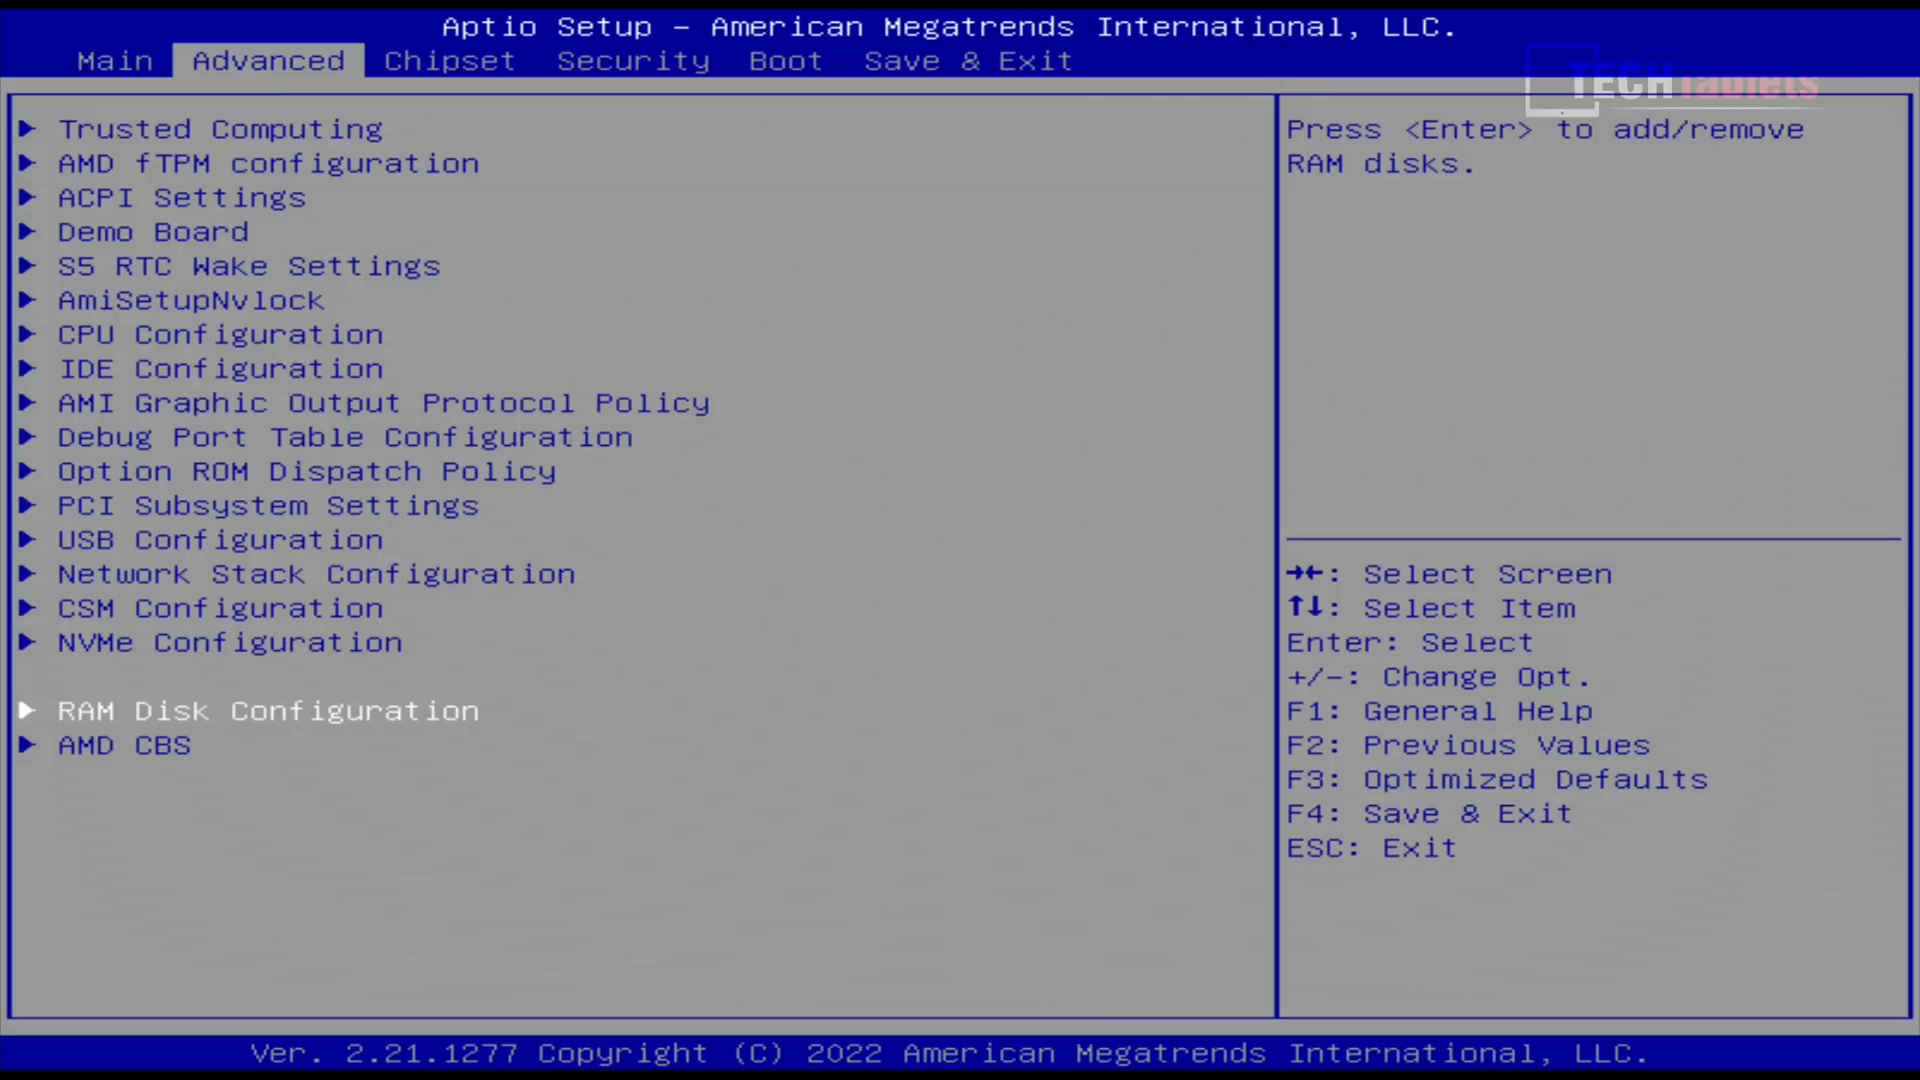 Aptio Setup – American Megatrends International, LLC.
Main Advanced Chipset Security Boot Save & Exit
TECHTablets
Trusted Computing
AMD fTPM configuration
ACPI Settings
Demo Board
S5 RTC Wake Settings
AmiSetupNvlock
CPU Configuration
IDE Configuration
AMI Graphic Output Protocol Policy
Debug Port Table Configuration
Option ROM Dispatch Policy
PCI Subsystem Settings
USB Configuration
Network Stack Configuration
CSM Configuration
NVMe Configuration
RAM Disk Configuration
AMD CBS
Press <Enter> to add/remove
RAM disks.
→←: Select Screen
↑↓: Select Item
Enter: Select
+/-: Change Opt.
F1: General Help
F2: Previous Values
F3: Optimized Defaults
F4: Save & Exit
ESC: Exit
Ver. 2.21.1277 Copyright (C) 2022 American Megatrends International, LLC.